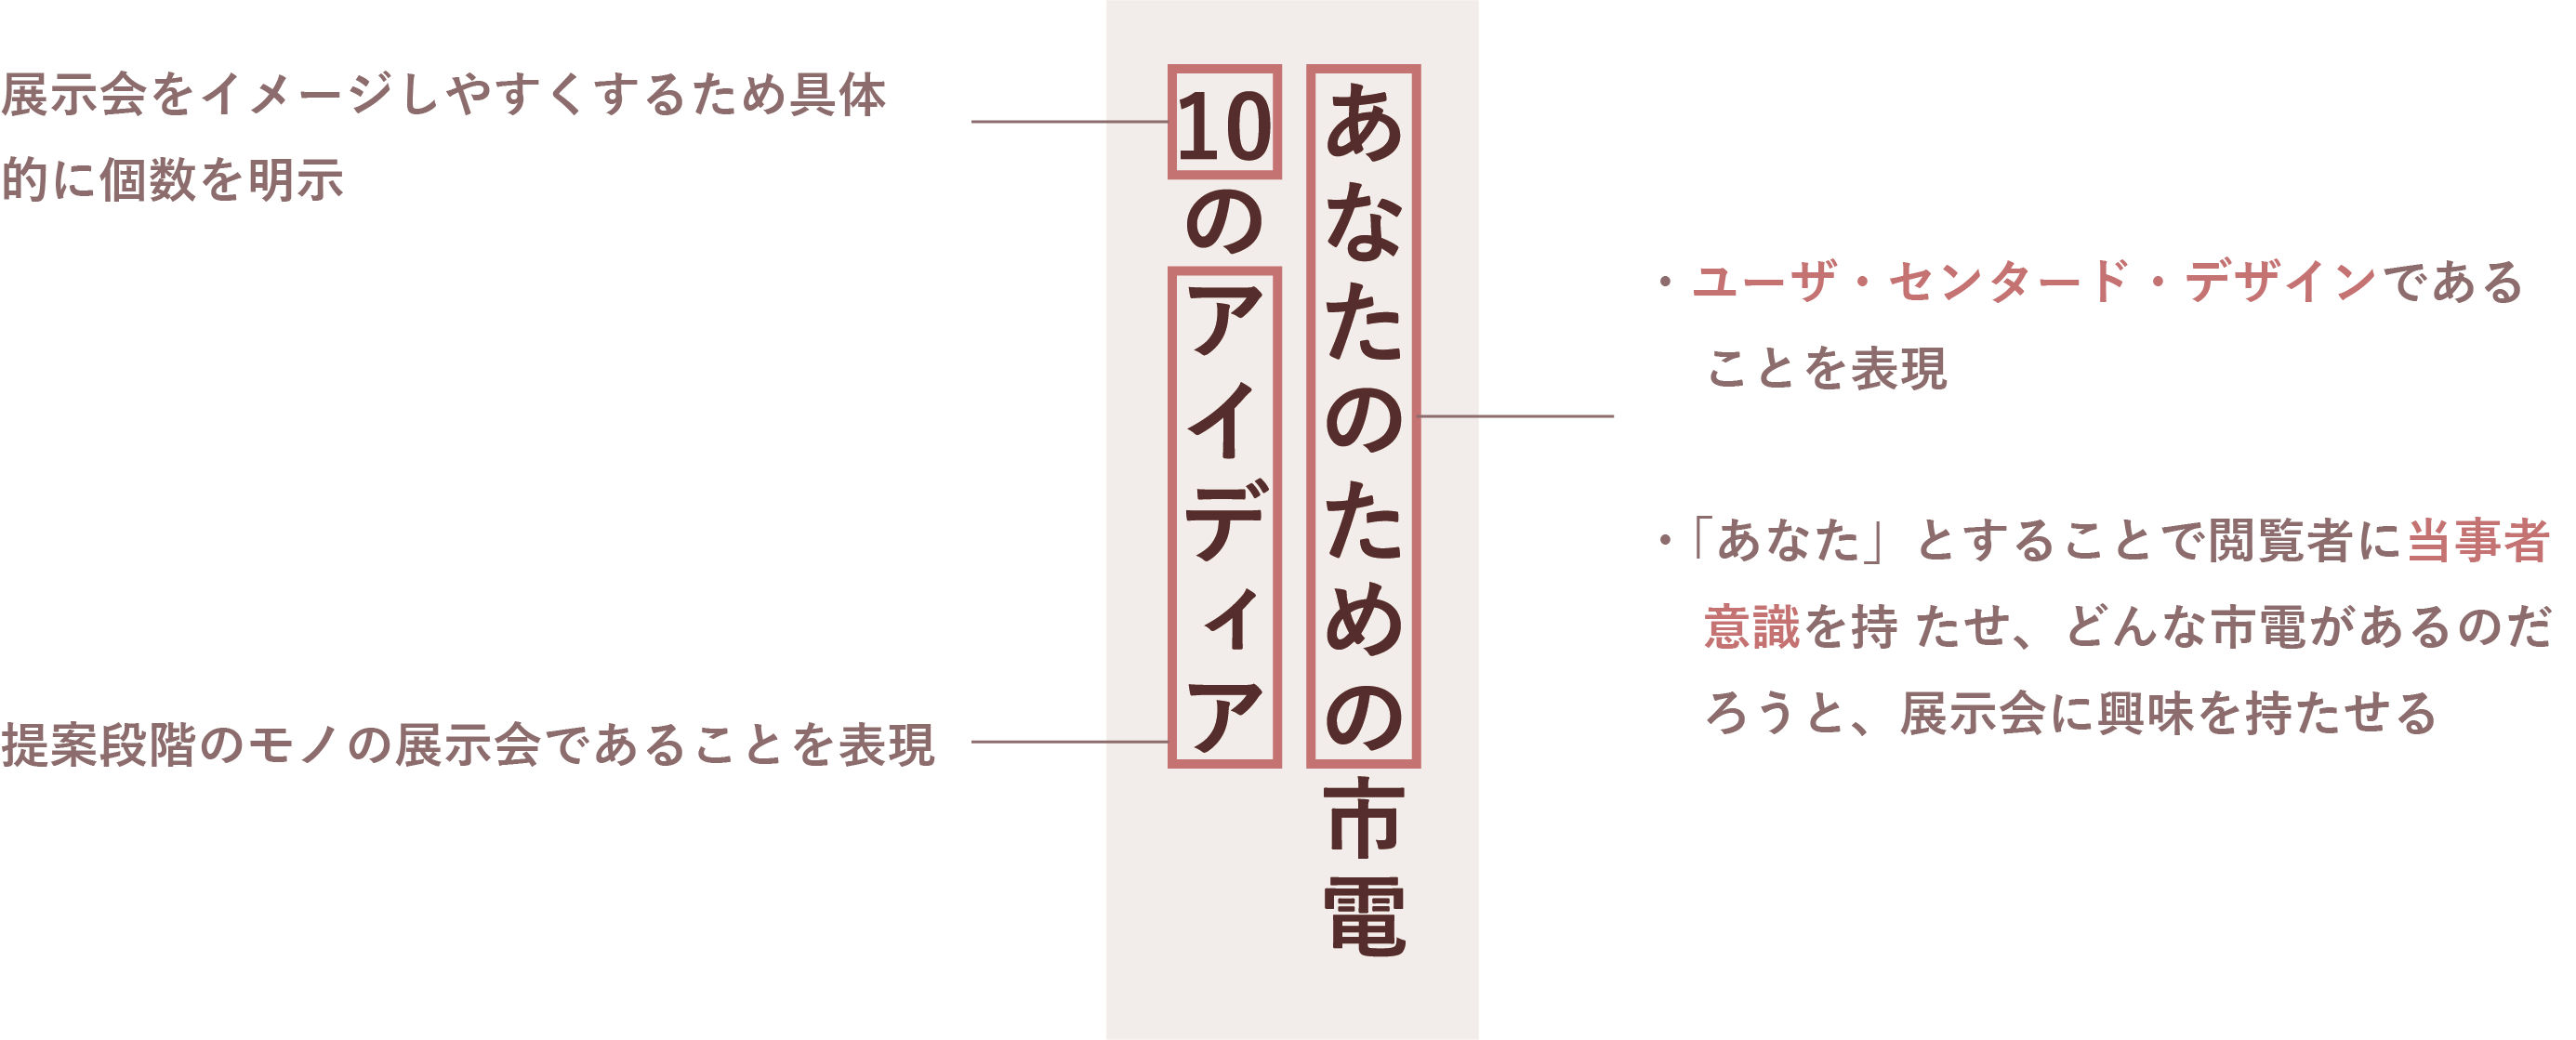 展示会をイメージしやすくするため具体
的に個数を明示
提案段階のモノの展示会であることを表現
あなたのための市電
10のアイディア
・ユーザ・センタード・デザインである
ことを表現
・「あなた」とすることで閲覧者に当事者
意識を持 たせ、どんな市電があるのだ
ろうと、展示会に興味を持たせる